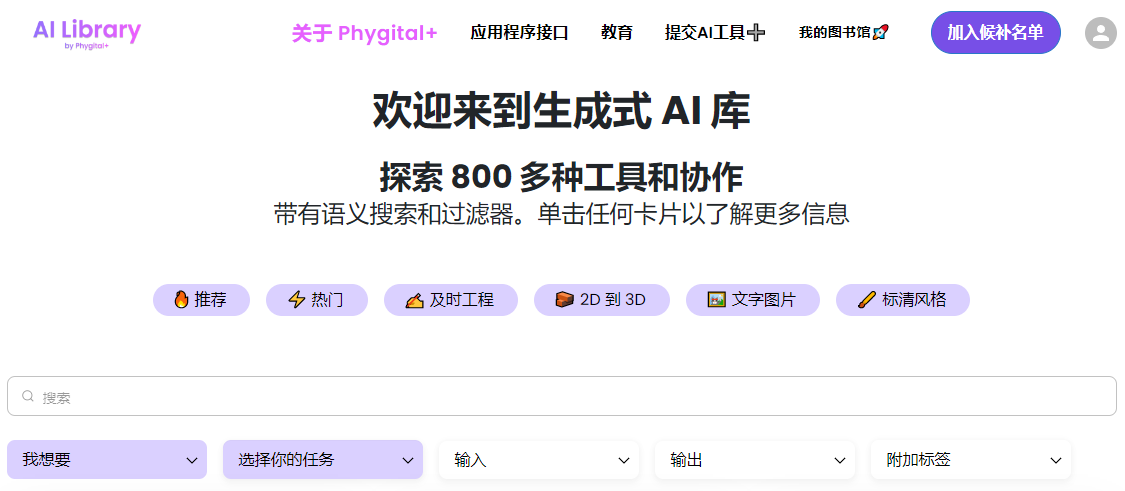 AI Library
by Phygital+
关于 Phygital+ 应用程序接口 教育 提交AI工具➕ 我的图书馆🚀 加入候补名单
欢迎来到生成式 AI 库
探索 800 多种工具和协作
带有语义搜索和过滤器。单击任何卡片以了解更多信息
🔥 推荐 ⚡ 热门 ✍ 及时工程 🧱 2D 到 3D 🖼 文字图片 🖌 标清风格
搜索
我想要 选择你的任务 输入 输出 附加标签